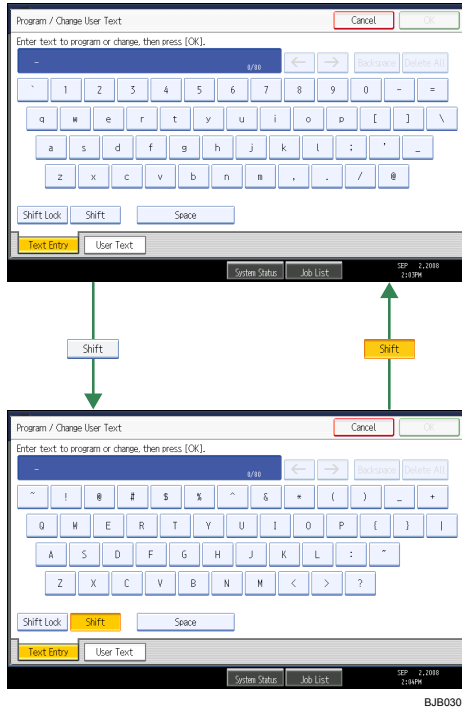 Program / Change User Text Cancel OK
Enter text to program or change, then press [OK].
_ 0/80 ← → Backspace Delete All
` 1 2 3 4 5 6 7 8 9 0 - =
q w e r t y u i o p [ ] \
a s d f g h j k l ; ' _
z x c v b n m , . / @
Shift Lock Shift Space
Text Entry User Text
System Status Job List SEP 2,2008
2:03PM
Shift Shift
Program / Change User Text Cancel OK
Enter text to program or change, then press [OK].
_ 0/80 ← → Backspace Delete All
~ ! @ # $ % ^ & * ( ) _ +
Q W E R T Y U I O P { } |
A S D F G H J K L : ~
Z X C V B N M < > ?
Shift Lock Shift Space
Text Entry User Text
System Status Job List SEP 2,2008
2:04PM
BJB030